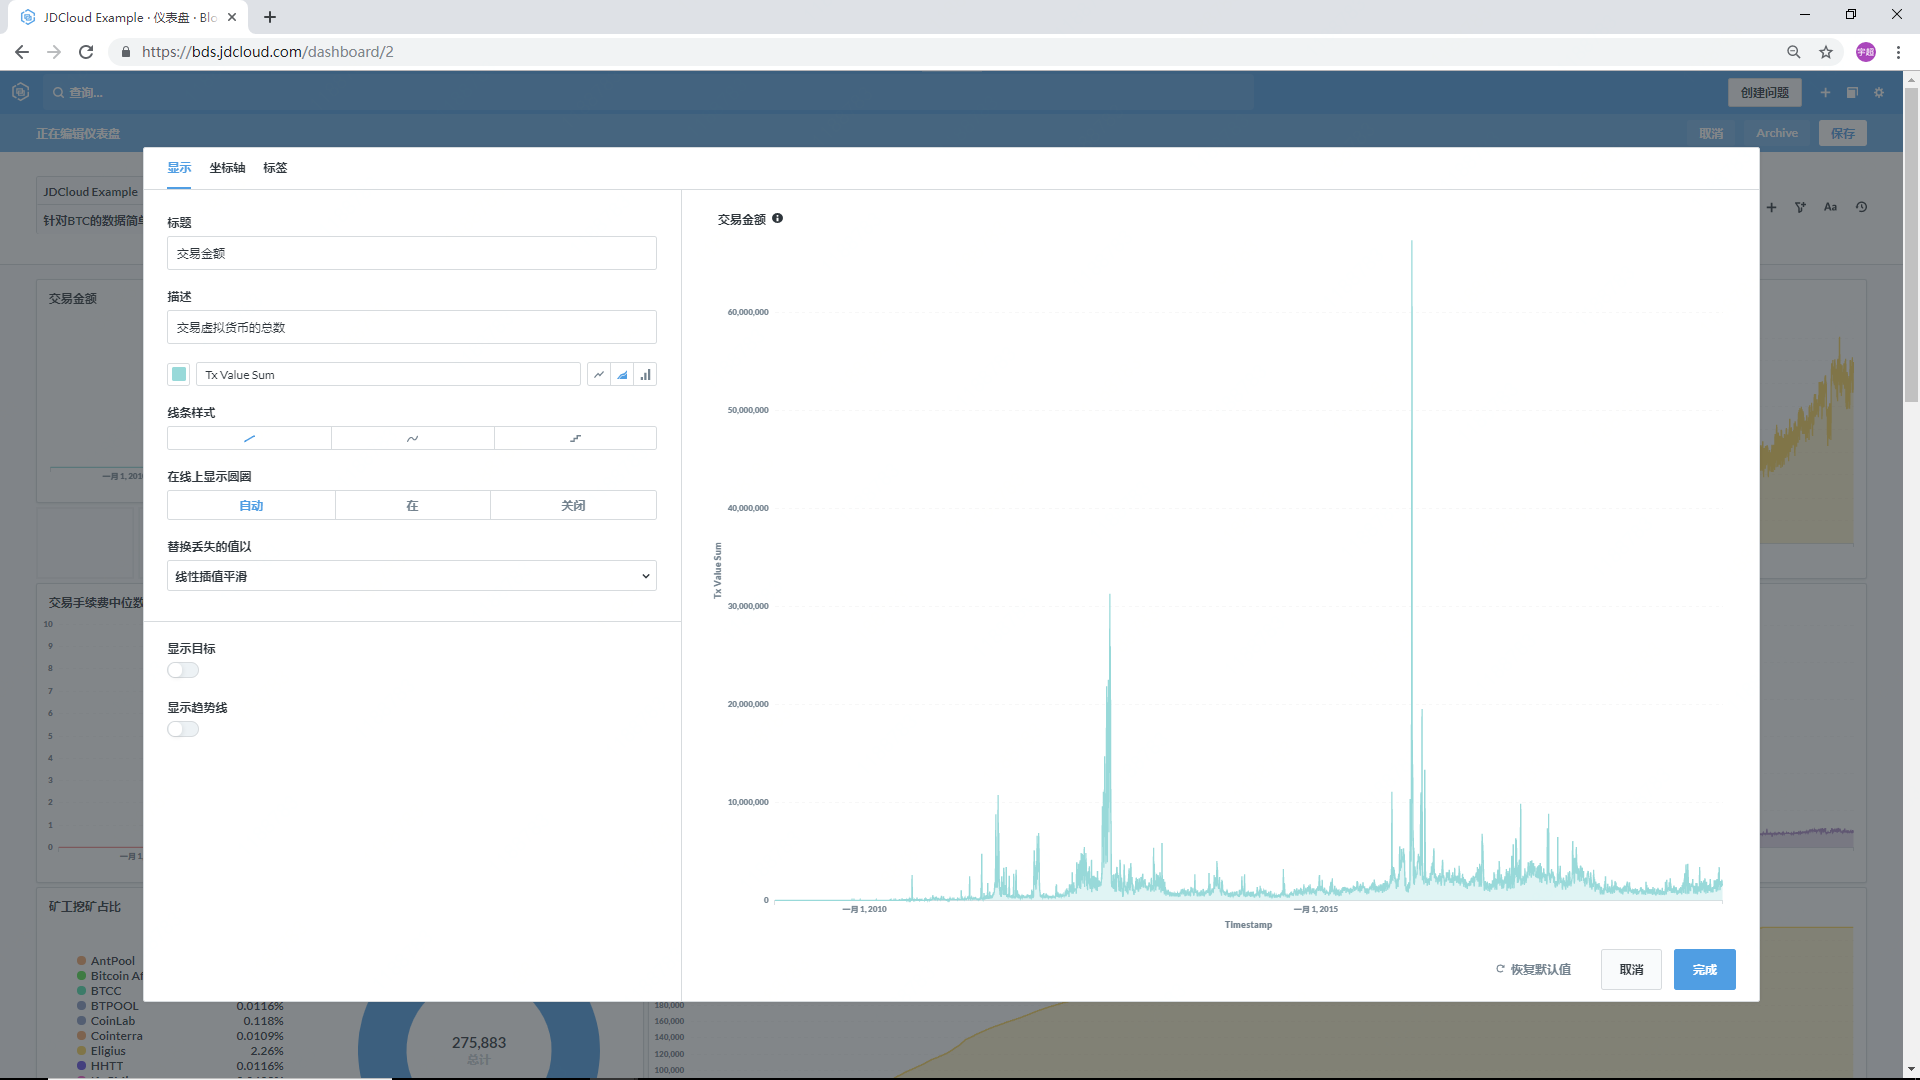 JDCloud Example · 仪表盘 · Blo
https://bds.jdcloud.com/dashboard/2
宇超
查询...
创建问题
正在编辑仪表盘
取消
Archive
保存
JDCloud Example
针对BTC的数据简单
Aa
显示
坐标轴
标签
标题
交易金额
描述
交易虚拟货币的总数
Tx Value Sum
线条样式
在线上显示圆圈
自动
在
关闭
替换丢失的值以
线性插值平滑
显示目标
显示趋势线
交易金额
60,000,000
50,000,000
40,000,000
30,000,000
20,000,000
10,000,000
0
Tx Value Sum
一月 1, 2010
一月 1, 2015
Timestamp
恢复默认值
取消
完成
交易金额
一月 1, 201
交易手续费中位数
10
9
8
7
6
5
4
3
2
1
0
一月 1
矿工挖矿占比
AntPool
Bitcoin Af
BTCC
BTPOOL 0.0116%
CoinLab 0.118%
Cointerra 0.0109%
Eligius 2.26%
HHTT 0.0116%
275,883
总计
180,000
160,000
140,000
120,000
100,000